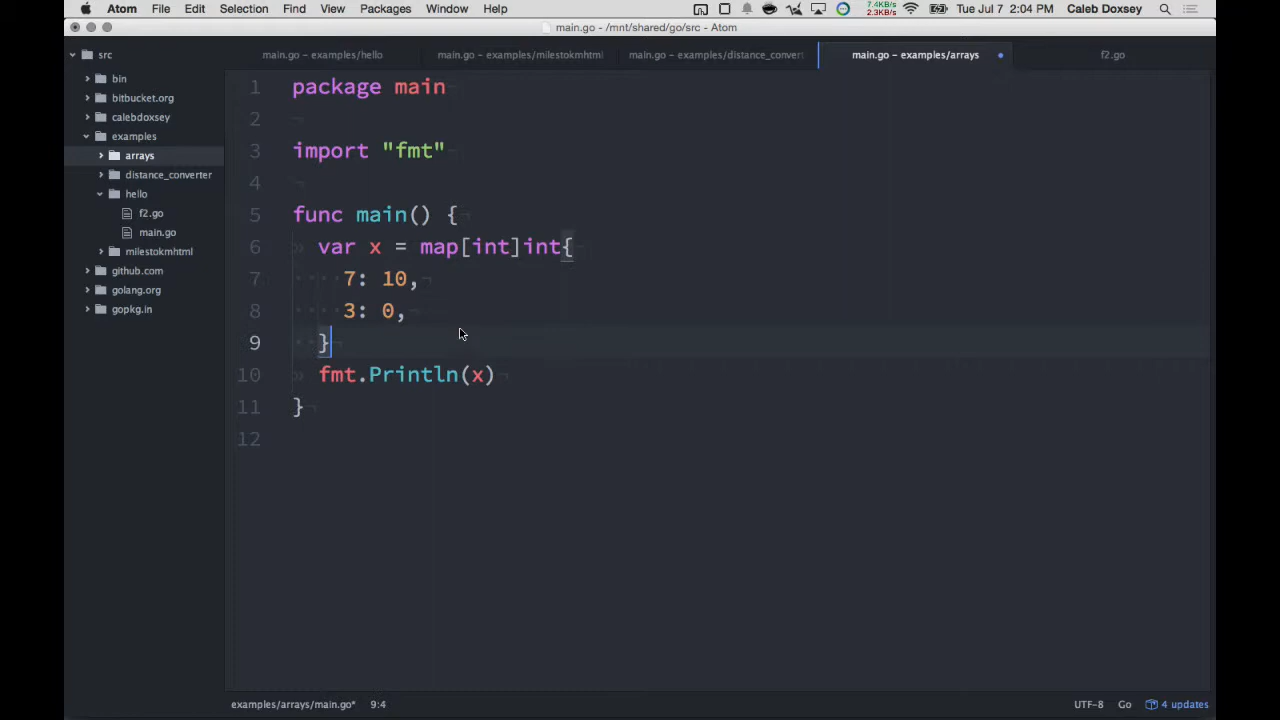 Atom File Edit Selection Find View Packages Window Help 7.4KB/s 2.3KB/s Tue Jul 7 2:04 PM Caleb Doxsey
main.go - /mnt/shared/go/src - Atom
src
main.go - examples/hello
main.go - examples/milestokmhtml
main.go - examples/distance_convert
main.go - examples/arrays
f2.go
bin
bitbucket.org
calebdoxsey
examples
arrays
distance_converter
hello
f2.go
main.go
milestokmhtml
github.com
golang.org
gopkg.in
1 package main
2
3 import "fmt"
4
5 func main() {
6 var x = map[int]int{
7 7: 10,
8 3: 0,
9 }
10 fmt.Println(x)
11 }
12
examples/arrays/main.go* 9:4 UTF-8 Go 4 updates